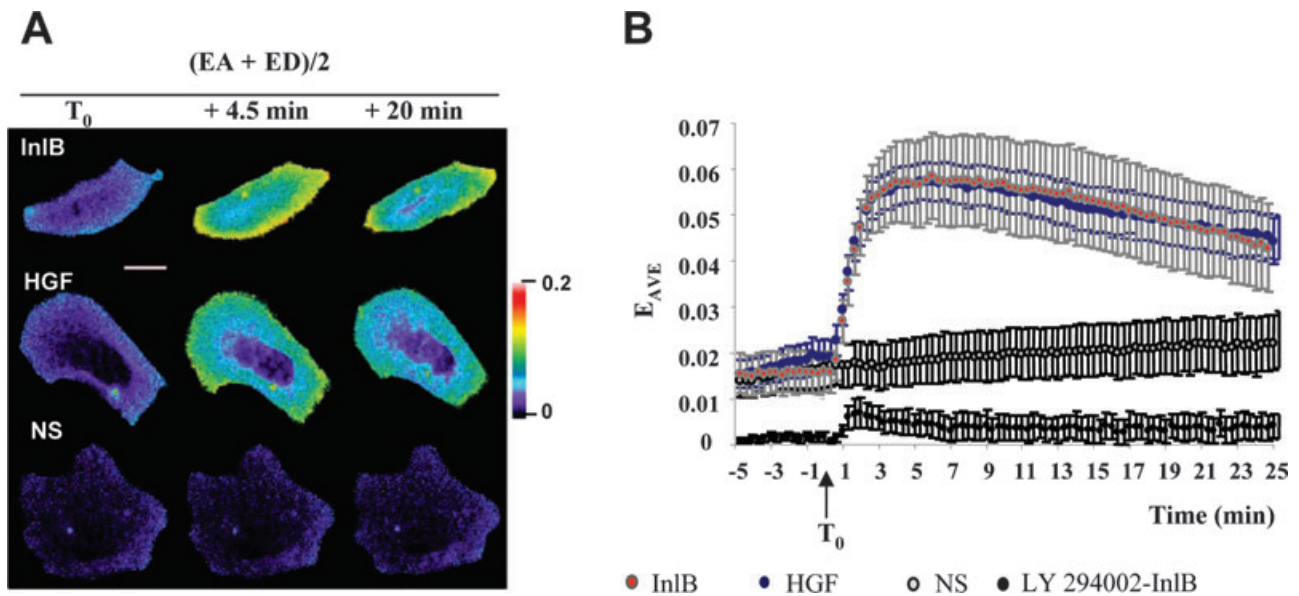 A
(EA + ED)/2
T0 + 4.5 min + 20 min
InlB
HGF
NS
0.2
0
B
EAVE
0.07
0.06
0.05
0.04
0.03
0.02
0.01
0
-5 -3 -1 1 3 5 7 9 11 13 15 17 19 21 23 25
Time (min)
T0
InlB HGF NS LY 294002-InlB